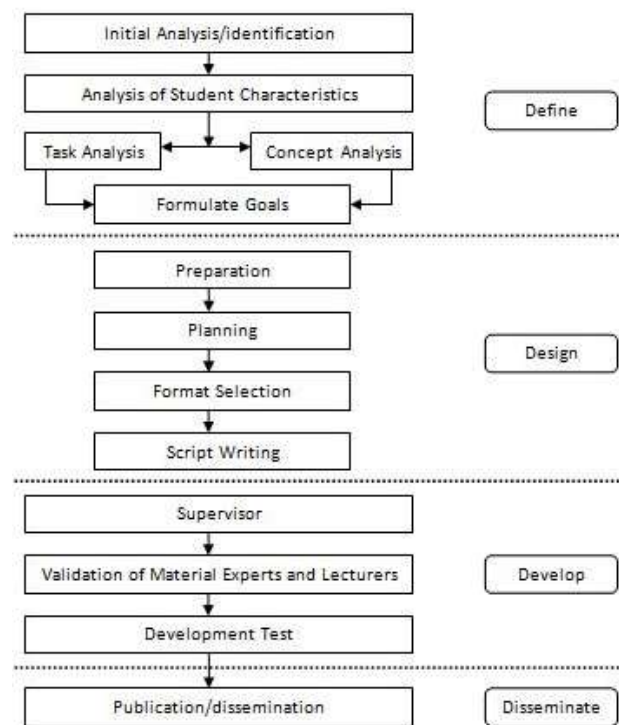 Initial Analysis/identification
Analysis of Student Characteristics
Define
Task Analysis
Concept Analysis
Formulate Goals
Preparation
Planning
Design
Format Selection
Script Writing
Supervisor
Validation of Material Experts and Lecturers
Develop
Development Test
Publication/dissemination
Disseminate